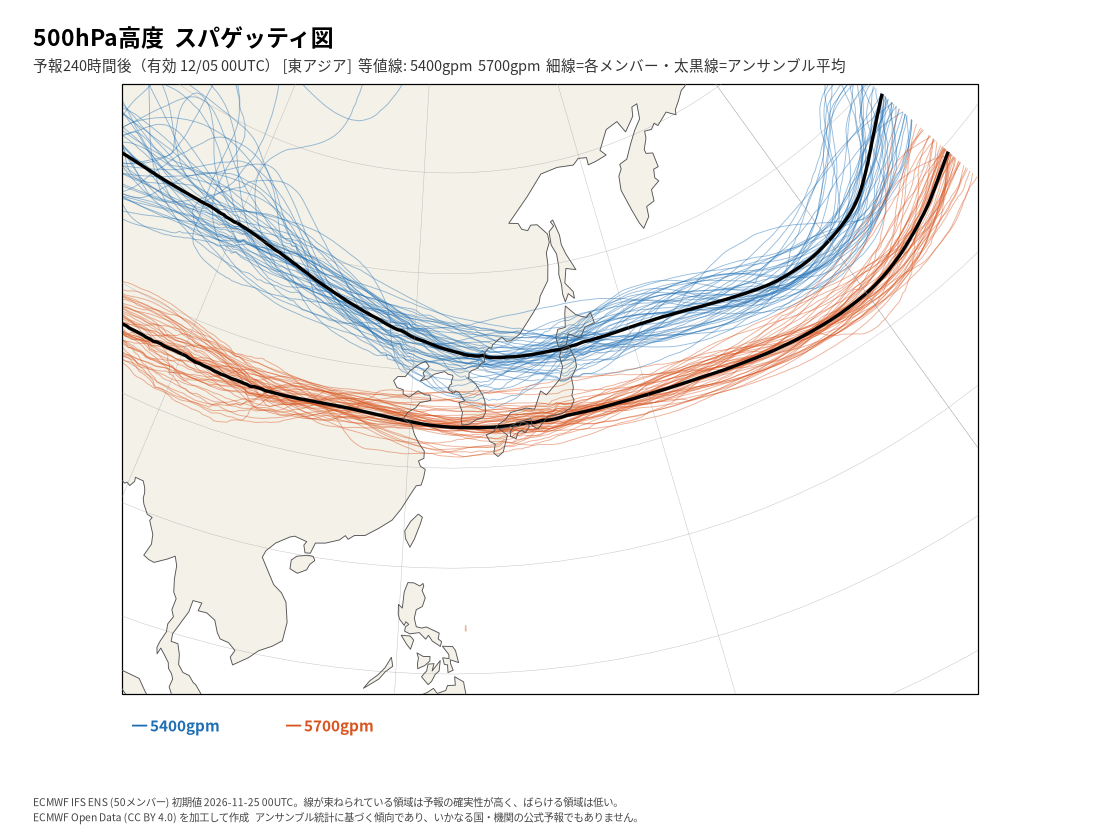 500hPa高度 スパゲッティ図
予報240時間後（有効 12/05 00UTC） [東アジア] 等値線: 5400gpm 5700gpm 細線=各メンバー・太黒線=アンサンブル平均
5400gpm
5700gpm
ECMWF IFS ENS (50メンバー) 初期値 2026-11-25 00UTC。線が束ねられている領域は予報の確実性が高く、ばらける領域は低い。
ECMWF Open Data (CC BY 4.0) を加工して作成 アンサンブル統計に基づく傾向であり、いかなる国・機関の公式予報でもありません。